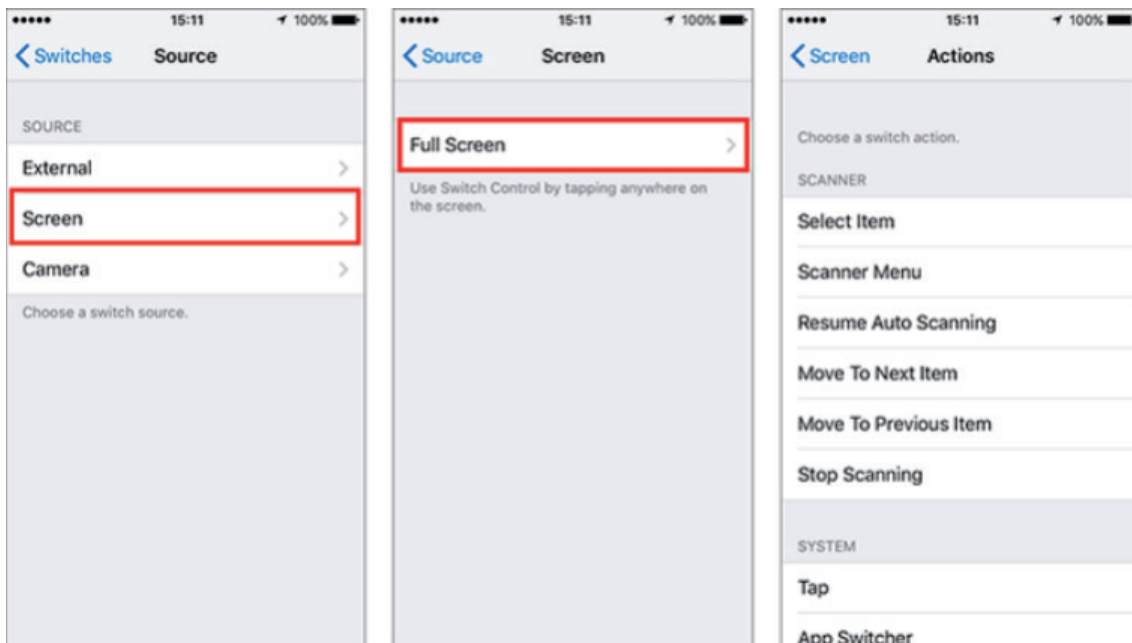 15:11
100%
Switches
Source
SOURCE
External
Screen
Camera
Choose a switch source.
15:11
100%
Source
Screen
Full Screen
Use Switch Control by tapping anywhere on
the screen.
15:11
100%
Screen
Actions
Choose a switch action.
SCANNER
Select Item
Scanner Menu
Resume Auto Scanning
Move To Next Item
Move To Previous Item
Stop Scanning
SYSTEM
Tap
App Switcher